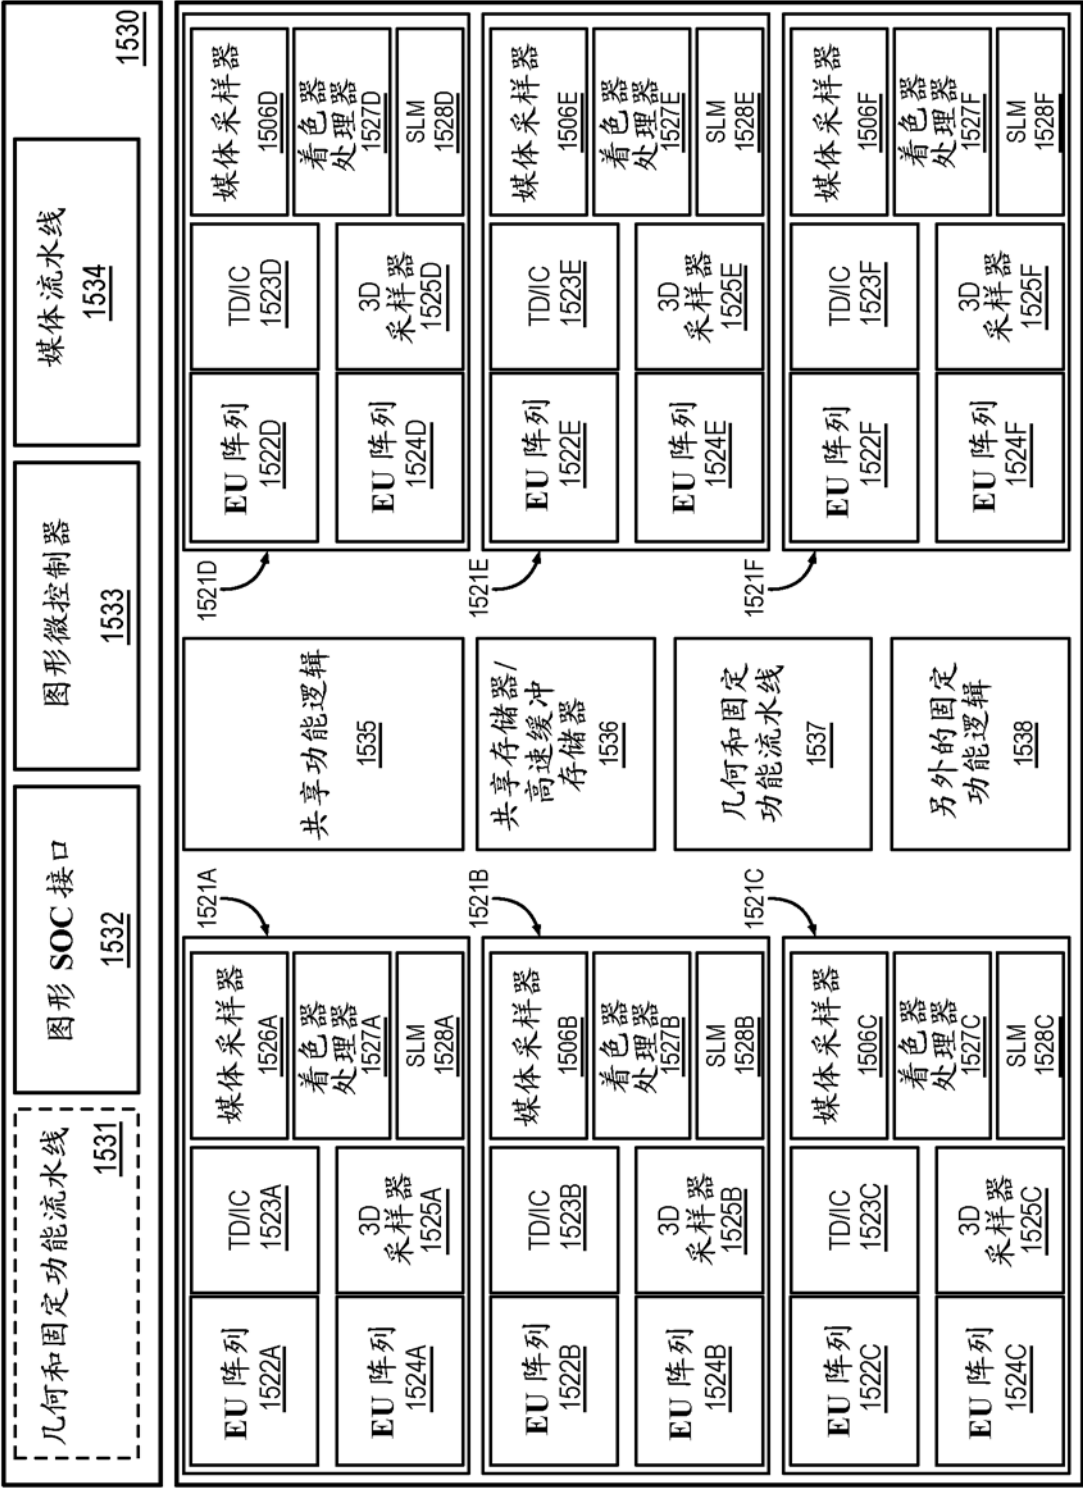 1530
几何和固定功能流水线
1531
图形 SOC 接口
1532
图形微控制器
1533
媒体流水线
1534
1521A
EU 阵列
1522A
TD/IC
1523A
媒体采样器
1526A
着色器
处理器
1527A
SLM
1528A
EU 阵列
1524A
3D
采样器
1525A
共享功能逻辑
1535
1521D
EU 阵列
1522D
TD/IC
1523D
媒体采样器
1506D
着色器
处理器
1527D
SLM
1528D
EU 阵列
1524D
3D
采样器
1525D
1521B
EU 阵列
1522B
TD/IC
1523B
媒体采样器
1506B
着色器
处理器
1527B
SLM
1528B
EU 阵列
1524B
3D
采样器
1525B
共享存储器/
高速缓冲
存储器
1536
1521E
EU 阵列
1522E
TD/IC
1523E
媒体采样器
1506E
着色器
处理器
1527E
SLM
1528E
EU 阵列
1524E
3D
采样器
1525E
几何和固定
功能流水线
1537
1521C
EU 阵列
1522C
TD/IC
1523C
媒体采样器
1506C
着色器
处理器
1527C
SLM
1528C
EU 阵列
1524C
3D
采样器
1525C
另外的固定
功能逻辑
1538
1521F
EU 阵列
1522F
TD/IC
1523F
媒体采样器
1506F
着色器
处理器
1527F
SLM
1528F
EU 阵列
1524F
3D
采样器
1525F